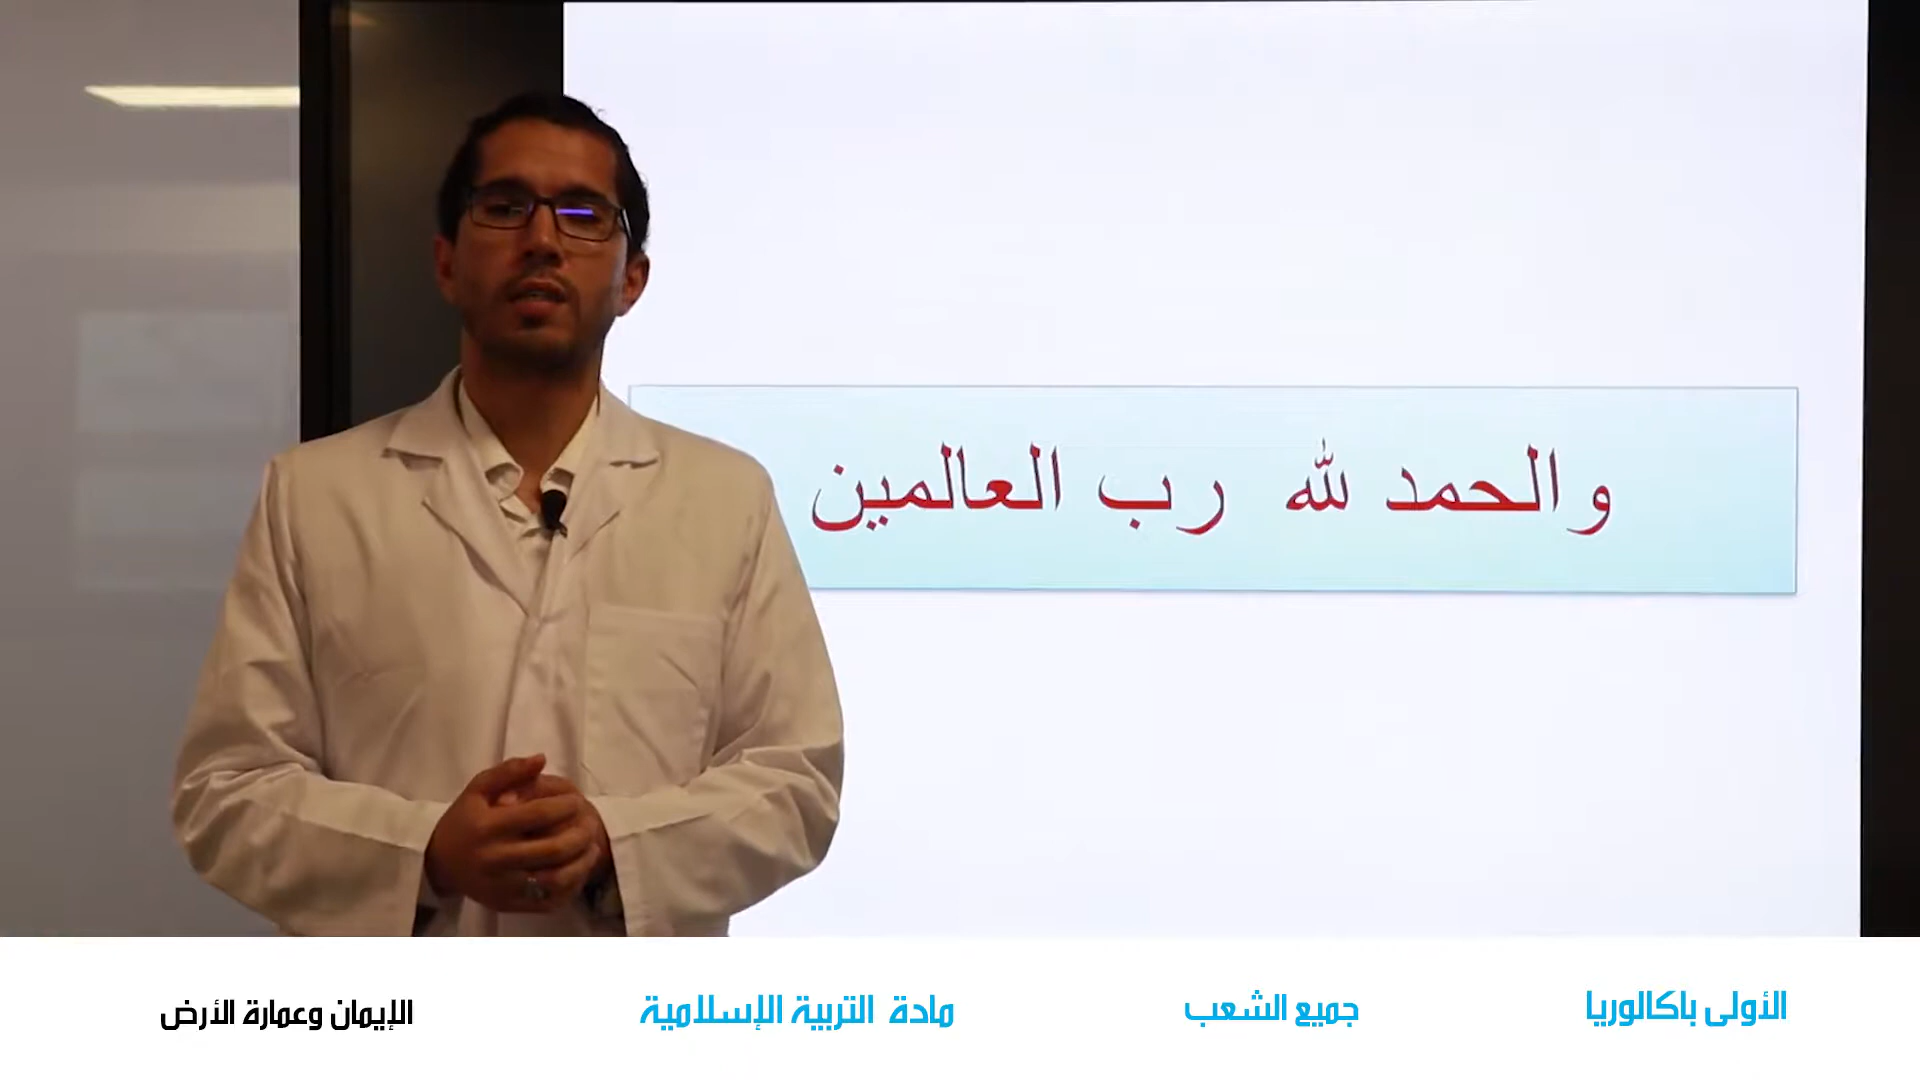 والحمد لله رب العالمين
الأولى باكالوريا
جميع الشعب
مادة التربية الإسلامية
الإيمان وعمارة الأرض